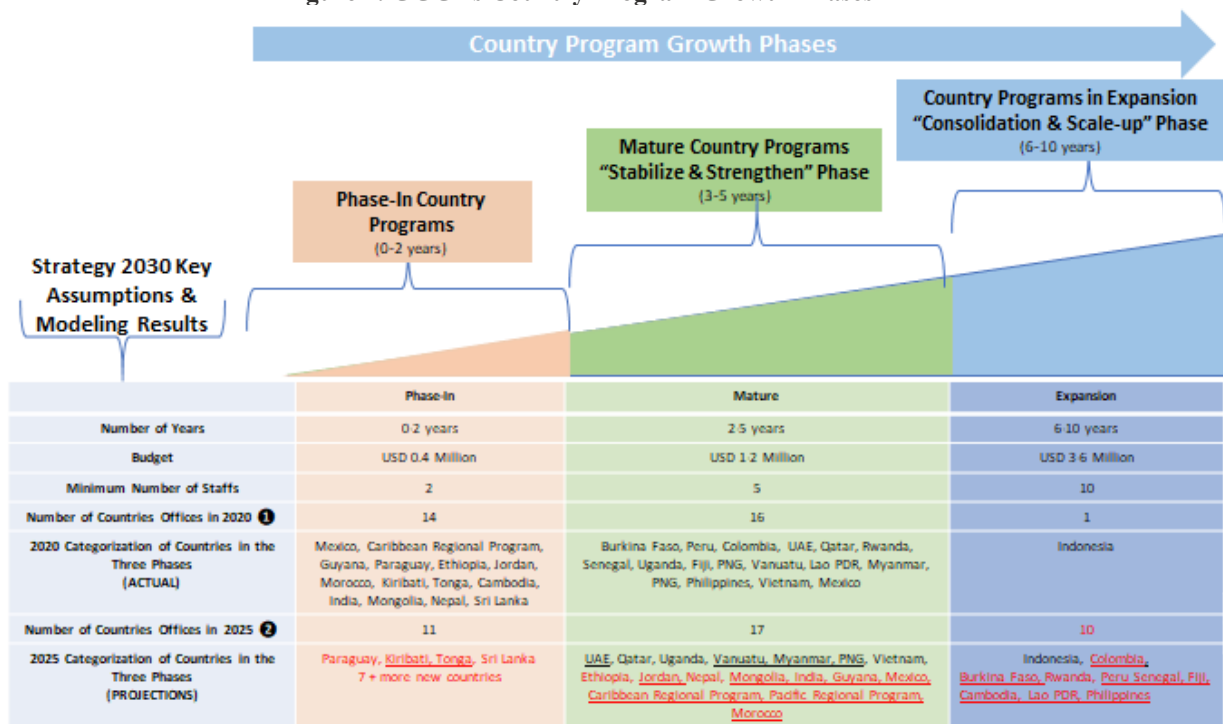 Country Program Growth Phases
Country Program Growth Phases
Country Programs in Expansion
“Consolidation & Scale-up” Phase
(6-10 years)
Mature Country Programs
“Stabilize & Strengthen” Phase
(3-5 years)
Phase-In Country
Programs
(0-2 years)
Strategy 2030 Key
Assumptions &
Modeling Results
Phase-In Mature Expansion
Number of Years 0-2 years 2-5 years 6-10 years
Budget USD 0.4 Million USD 1-2 Million USD 3-6 Million
Minimum Number of Staffs 2 5 10
Number of Countries Offices in 2020 ❶ 14 16 1
2020 Categorization of Countries in the
Three Phases
(ACTUAL)
Mexico, Caribbean Regional Program,
Guyana, Paraguay, Ethiopia, Jordan,
Morocco, Kiribati, Tonga, Cambodia,
India, Mongolia, Nepal, Sri Lanka
Burkina Faso, Peru, Colombia, UAE, Qatar, Rwanda,
Senegal, Uganda, Fiji, PNG, Vanuatu, Lao PDR, Myanmar,
PNG, Philippines, Vietnam, Mexico
Indonesia
Number of Countries Offices in 2025 ❷ 11 17 10
2025 Categorization of Countries in the
Three Phases
(PROJECTIONS)
Paraguay, Kiribati, Tonga, Sri Lanka
7 + more new countries
UAE, Qatar, Uganda, Vanuatu, Myanmar, PNG, Vietnam,
Ethiopia, Jordan, Nepal, Mongolia, India, Guyana, Mexico,
Caribbean Regional Program, Pacific Regional Program,
Morocco
Indonesia, Colombia,
Burkina Faso, Rwanda, Peru Senegal, Fiji,
Cambodia, Lao PDR, Philippines